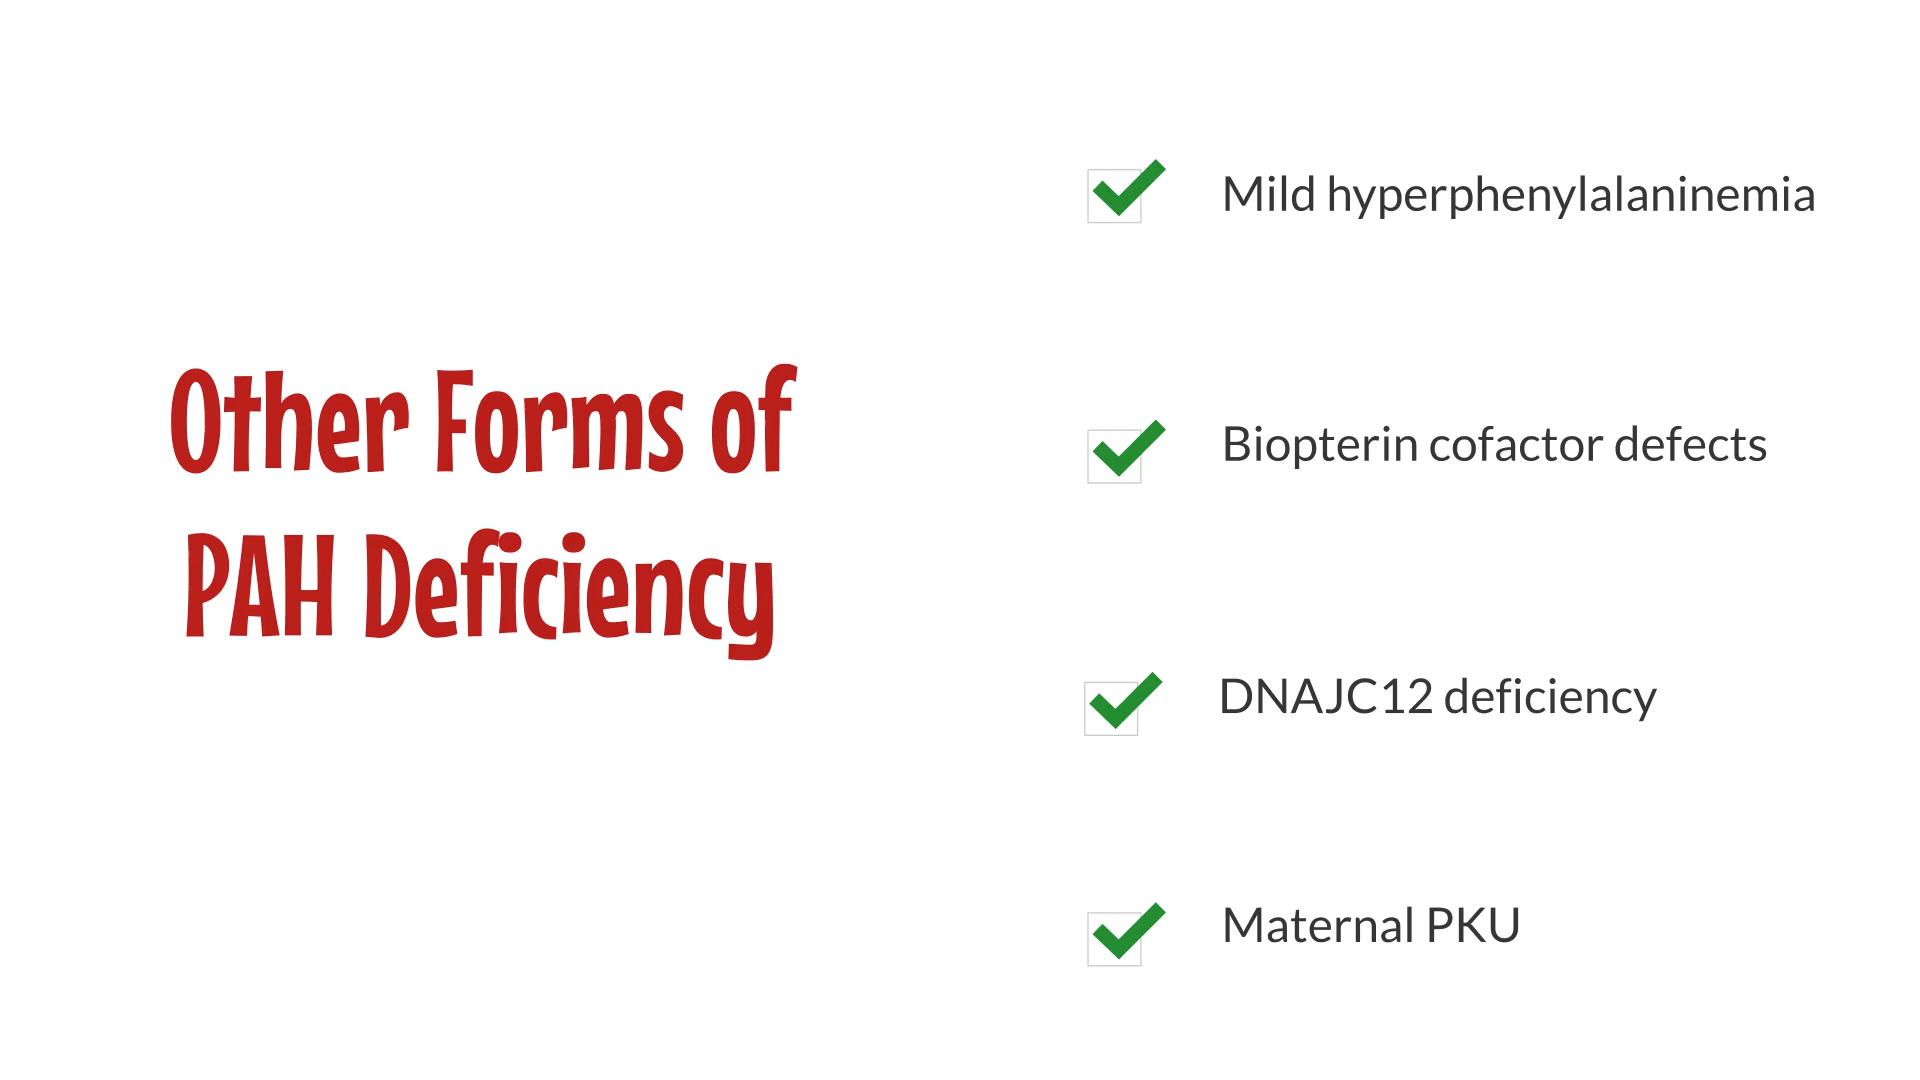 Other Forms of
PAH Deficiency
Mild hyperphenylalaninemia
Biopterin cofactor defects
DNAJC12 deficiency
Maternal PKU